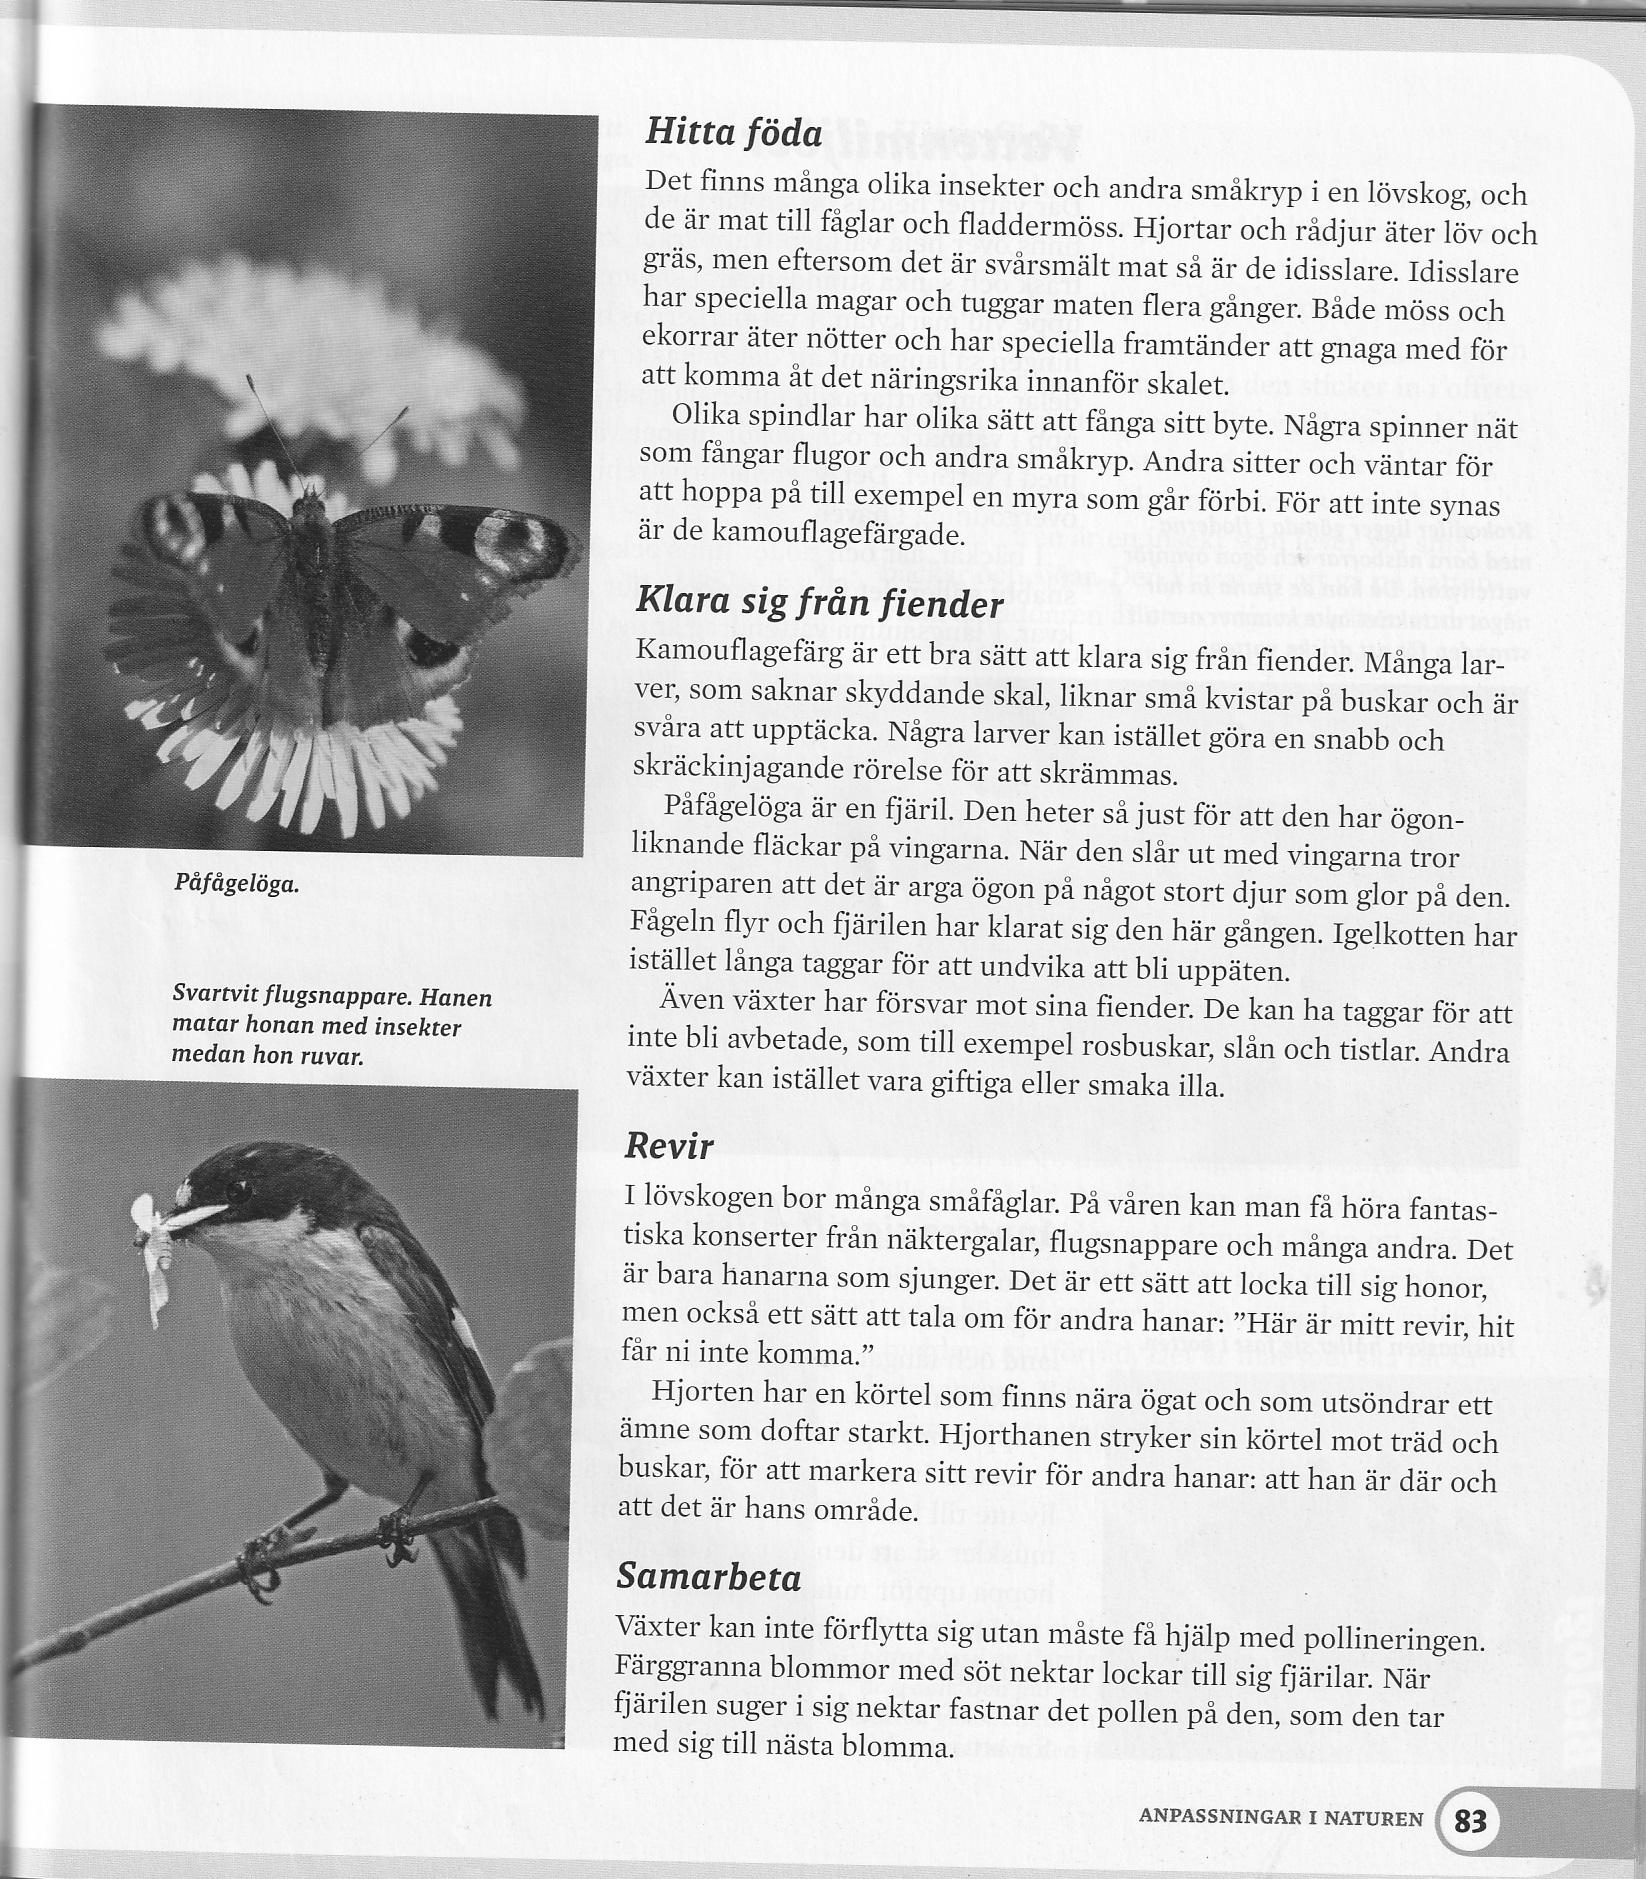 Hitta föda
Det finns många olika insekter och andra småkryp i en lövskog, och
de är mat till fåglar och fladdermöss. Hjortar och rådjur äter löv och
gräs, men eftersom det är svårsmält mat så är de idisslare. Idisslare
har speciella magar och tuggar maten flera gånger. Både möss och
ekorrar äter nötter och har speciella framtänder att gnaga med för
att komma åt det näringsrika innanför skalet.
Olika spindlar har olika sätt att fånga sitt byte. Några spinner nät
som fångar flugor och andra småkryp. Andra sitter och väntar för
att hoppa på till exempel en myra som går förbi. För att inte synas
är de kamouflagefärgade.
Klara sig från fiender
Kamouflagefärg är ett bra sätt att klara sig från fiender. Många lar-
ver, som saknar skyddande skal, liknar små kvistar på buskar och är
svåra att upptäcka. Några larver kan istället göra en snabb och
skräckinjagande rörelse för att skrämmas.
Påfågelöga är en fjäril. Den heter så just för att den har ögon-
liknande fläckar på vingarna. När den slår ut med vingarna tror
angriparen att det är arga ögon på något stort djur som glor på den.
Fågeln flyr och fjärilen har klarat sig den här gången. Igelkotten har
istället långa taggar för att undvika att bli uppäten.
Även växter har försvar mot sina fiender. De kan ha taggar för att
inte bli avbetade, som till exempel rosbuskar, slån och tistlar. Andra
växter kan istället vara giftiga eller smaka illa.
Revir
I lövskogen bor många småfåglar. På våren kan man få höra fantas-
tiska konserter från näktergalar, flugsnappare och många andra. Det
är bara hanarna som sjunger. Det är ett sätt att locka till sig honor,
men också ett sätt att tala om för andra hanar: ”Här är mitt revir, hit
får ni inte komma.”
Hjorten har en körtel som finns nära ögat och som utsöndrar ett
ämne som doftar starkt. Hjorthanen stryker sin körtel mot träd och
buskar, för att markera sitt revir för andra hanar: att han är där och
att det är hans område.
Samarbeta
Växter kan inte förflytta sig utan måste få hjälp med pollineringen.
Färggranna blommor med söt nektar lockar till sig fjärilar. När
fjärilen suger i sig nektar fastnar det pollen på den, som den tar
med sig till nästa blomma.
Påfågelöga.
Svartvit flugsnappare. Hanen
matar honan med insekter
medan hon ruvar.
ANPASSNINGAR I NATUREN 83